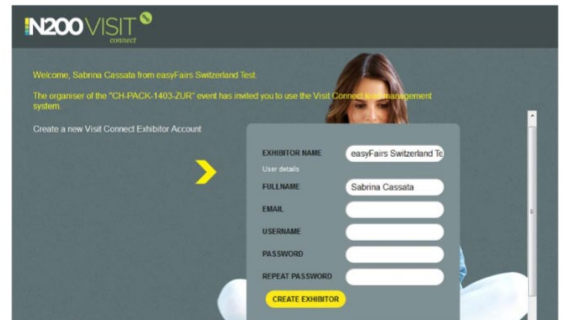 N200 VISIT
connect
Welcome, Sabrina Cassata from easyFairs Switzerland Test.
The organiser of the "CH-PACK-1403-ZUR" event has invited you to use the Visit Connect management
system.
Create a new Visit Connect Exhibitor Account
EXHIBITOR NAME easyFairs Switzerland Te
User details
FULLNAME Sabrina Cassata
EMAIL
USERNAME
PASSWORD
REPEAT PASSWORD
CREATE EXHIBITOR